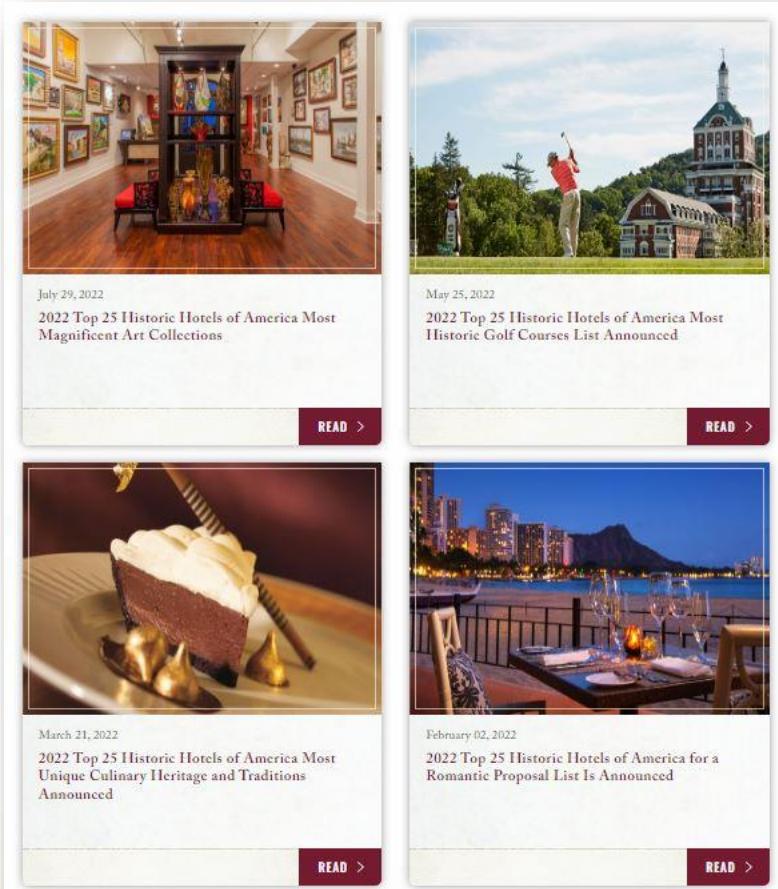 July 29, 2022
2022 Top 25 Historic Hotels of America Most
Magnificent Art Collections
READ >
May 25, 2022
2022 Top 25 Historic Hotels of America Most
Historic Golf Courses List Announced
READ >
March 21, 2022
2022 Top 25 Historic Hotels of America Most
Unique Culinary Heritage and Traditions
Announced
READ >
February 02, 2022
2022 Top 25 Historic Hotels of America for a
Romantic Proposal List Is Announced
READ >